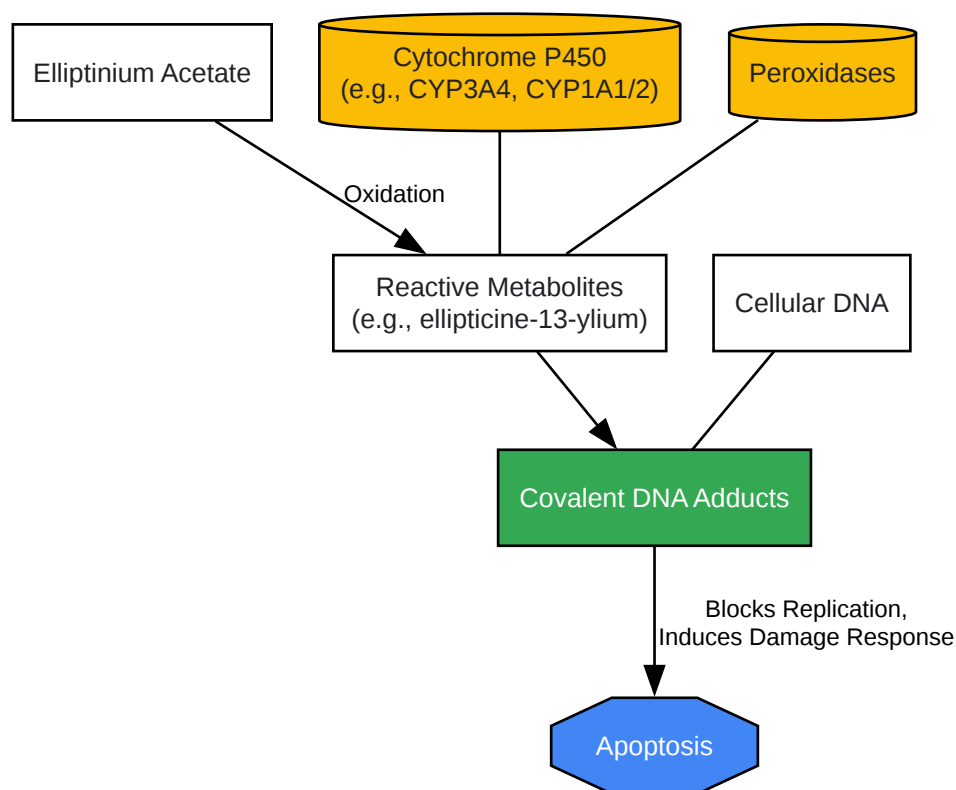 Elliptinium Acetate
Cytochrome P450
(e.g., CYP3A4, CYP1A1/2)
Peroxidases
Oxidation
Reactive Metabolites
(e.g., ellipticine-13-ylium)
Cellular DNA
Covalent DNA Adducts
Blocks Replication,
Induces Damage Response
Apoptosis